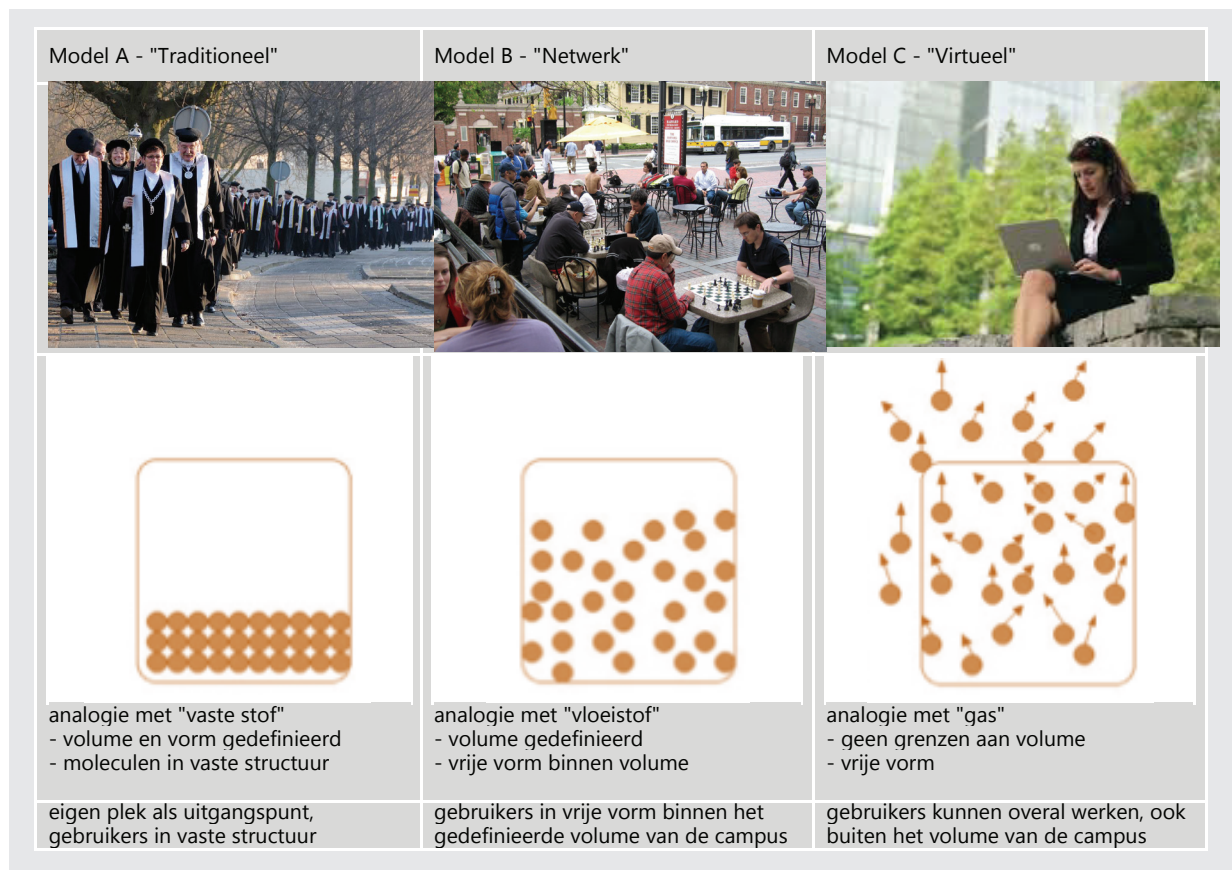 Model A - "Traditioneel"
Model B - "Netwerk"
Model C - "Virtueel"
analogie met "vaste stof"
- volume en vorm gedefinieerd
- moleculen in vaste structuur
analogie met "vloeistof"
- volume gedefinieerd
- vrije vorm binnen volume
analogie met "gas"
- geen grenzen aan volume
- vrije vorm
eigen plek als uitgangspunt,
gebruikers in vaste structuur
gebruikers in vrije vorm binnen het
gedefinieerde volume van de campus
gebruikers kunnen overal werken, ook
buiten het volume van de campus